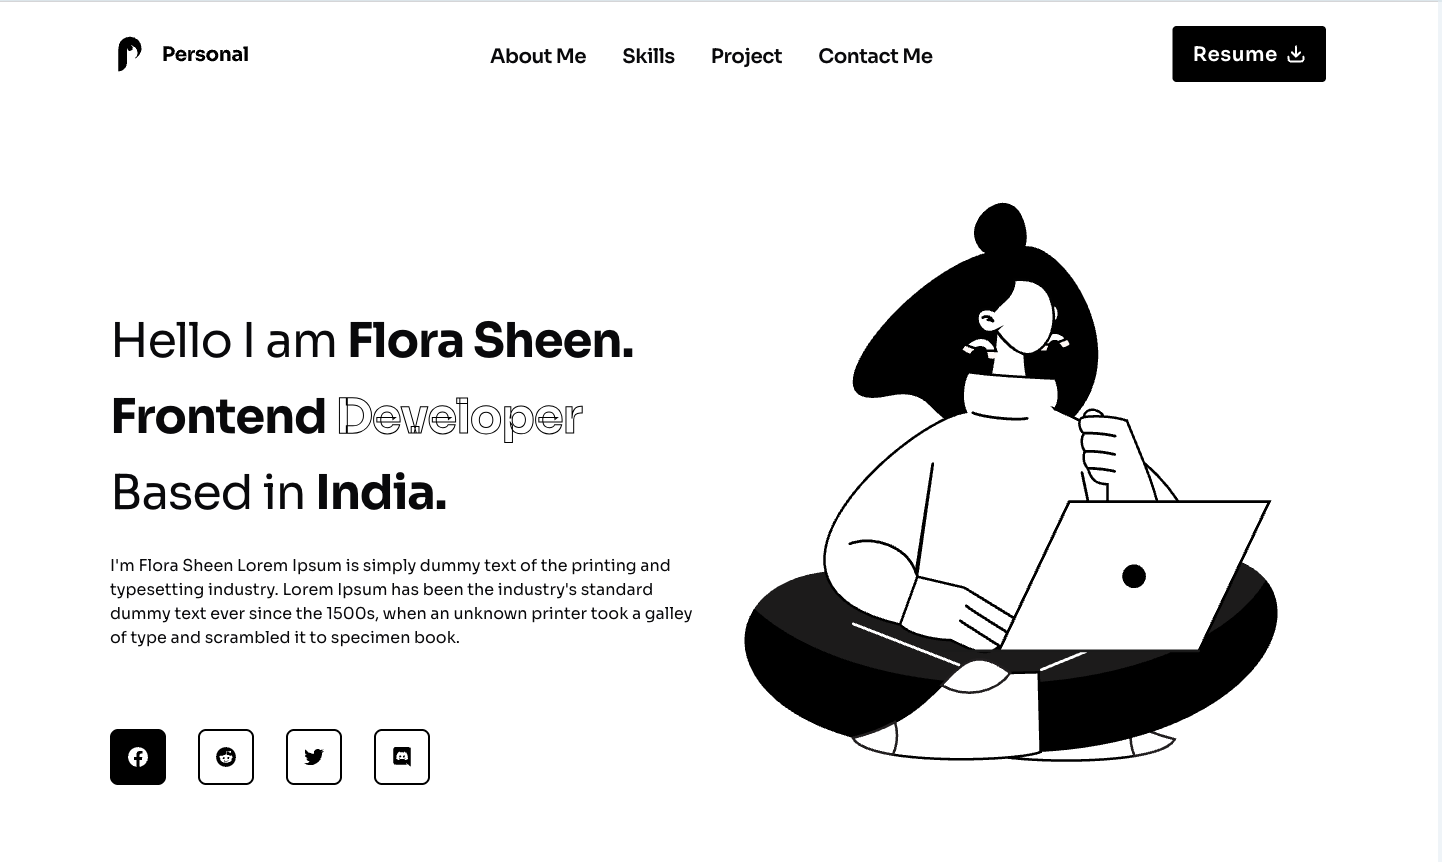 Personal
About Me
Skills
Project
Contact Me
Resume
Hello I am Flora Sheen.
Frontend Developer
Based in India.
I'm Flora Sheen Lorem Ipsum is simply dummy text of the printing and
typesetting industry. Lorem Ipsum has been the industry's standard
dummy text ever since the 1500s, when an unknown printer took a galley
of type and scrambled it to specimen book.